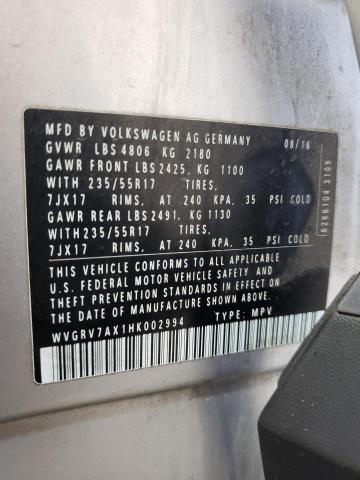 MFD BY VOLKSWAGEN AG GERMANY 08/16
GVWR LBS 4806 KG 2180
GAWR FRONT LBS 2425, KG 1100
WITH 235/55R17 TIRES,
7JX17 RIMS, AT 240 KPA, 35 PSI COLD
GAWR REAR LBS 2491, KG 1130
WITH 235/55R17 TIRES,
7JX17 RIMS, AT 240 KPA, 35 PSI COLD
THIS VEHICLE CONFORMS TO ALL APPLICABLE
U.S. FEDERAL MOTOR VEHICLE SAFETY AND
THEFT PREVENTION STANDARDS IN EFFECT ON
THE DATE OF MANUFACTURE SHOWN ABOVE.
WVGRV7AX1HK002994 TYPE: MPV
6266104 3109